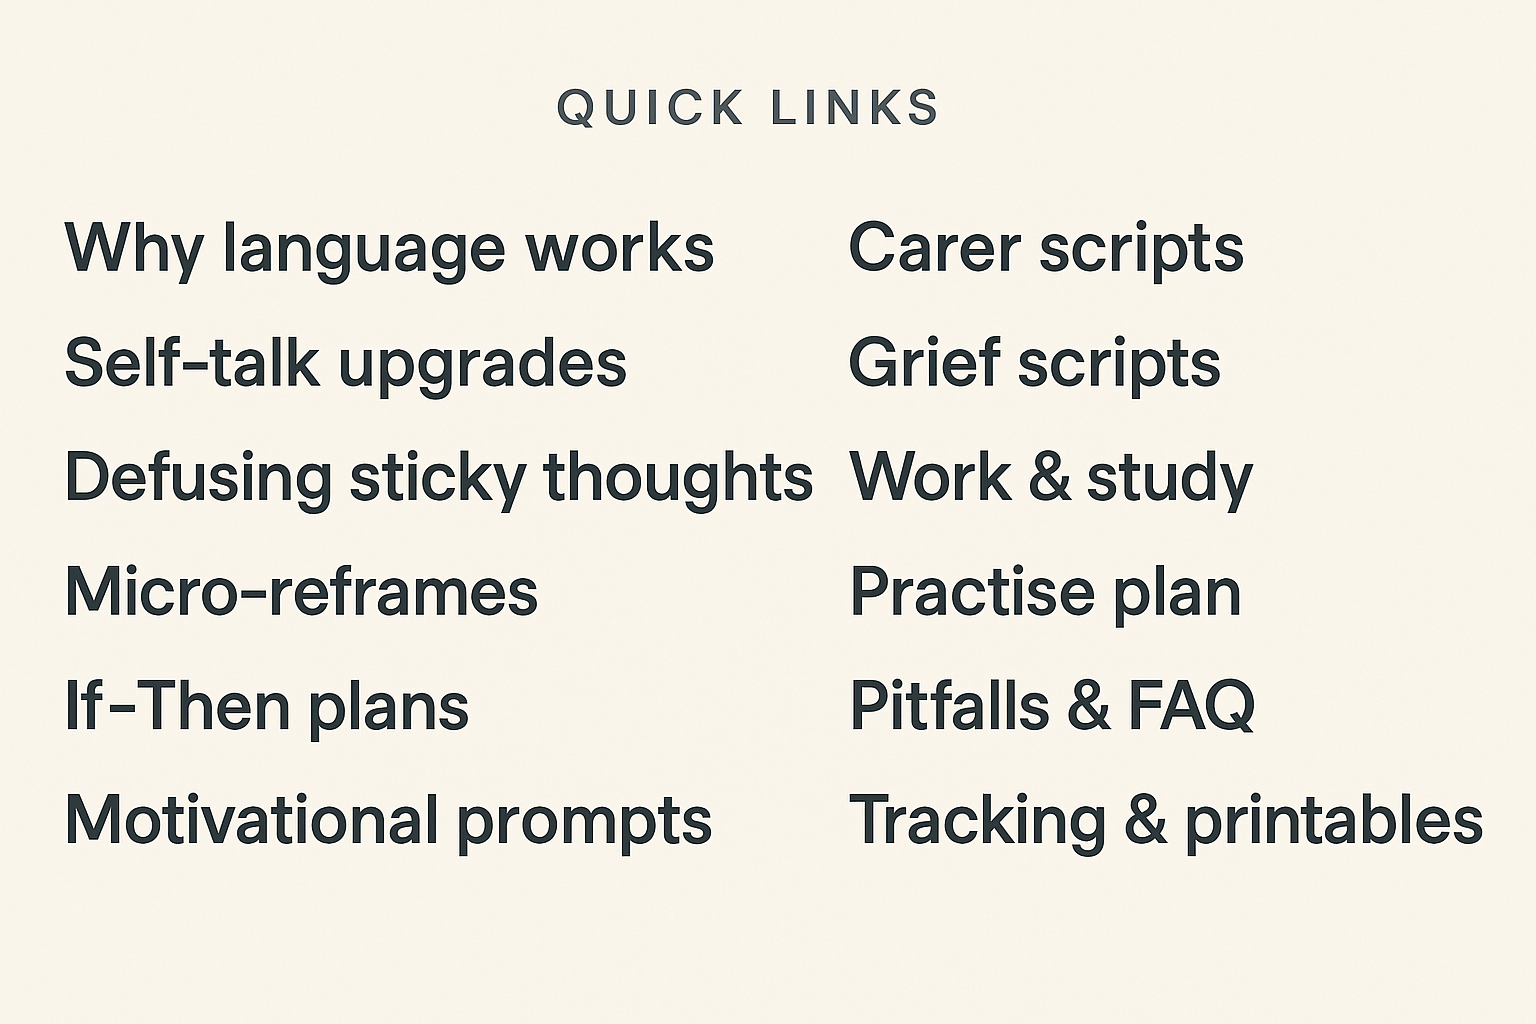 QUICK LINKS
Why language works
Self-talk upgrades
Defusing sticky thoughts
Micro-reframes
If-Then plans
Motivational prompts
Carer scripts
Grief scripts
Work & study
Practise plan
Pitfalls & FAQ
Tracking & printables